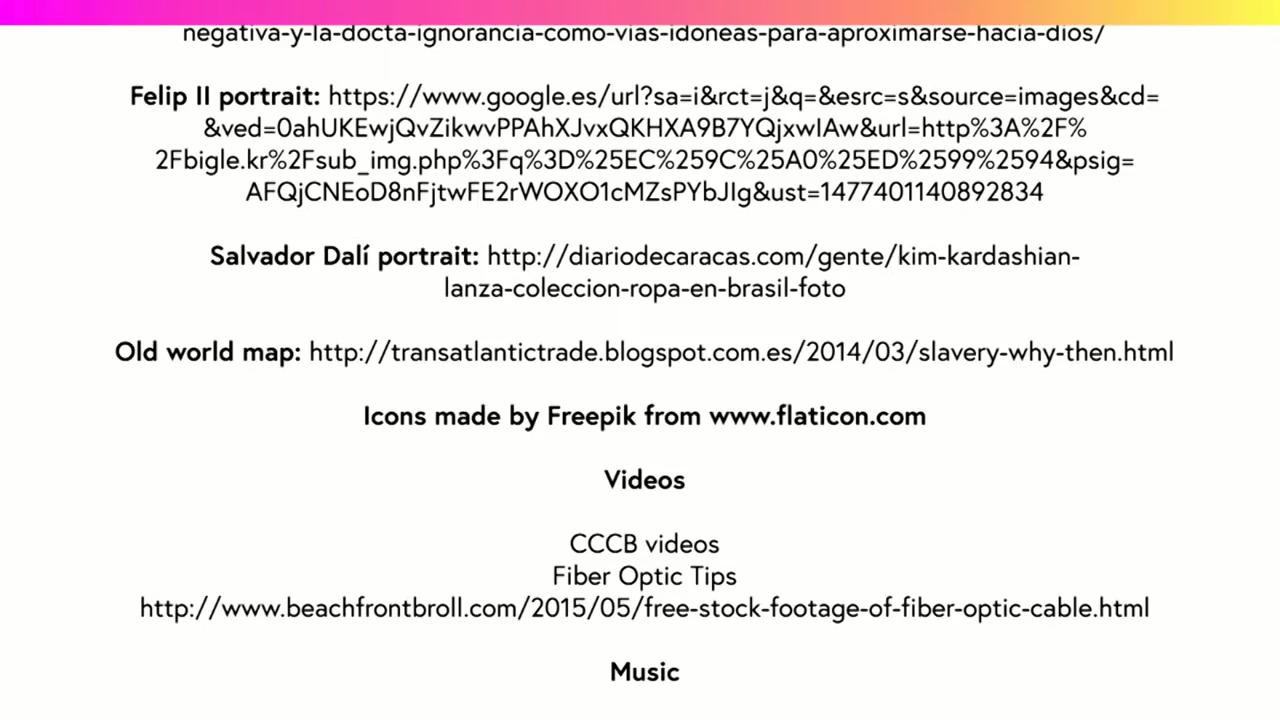 negativa-y-la-docta-ignorancia-como-vias-idoneas-para-aproximarse-hacia-dios/
Felip II portrait: https://www.google.es/url?sa=i&rct=j&q=&esrc=s&source=images&cd=
&ved=0ahUKEwjQvZikwvPPAhXJvxQKHXA9B7YQjxwIAw&url=http%3A%2F%
2Fbigle.kr%2Fsub_img.php%3Fq%3D%25EC%259C%25A0%25ED%2599%2594&psig=
AFQjCNEoD8nFjtwFE2rWOXO1cMZsPYbJIg&ust=1477401140892834
Salvador Dalí portrait: http://diariodecaracas.com/gente/kim-kardashian-
lanza-coleccion-ropa-en-brasil-foto
Old world map: http://transatlantictrade.blogspot.com.es/2014/03/slavery-why-then.html
Icons made by Freepik from www.flaticon.com
Videos
CCCB videos
Fiber Optic Tips
http://www.beachfrontbroll.com/2015/05/free-stock-footage-of-fiber-optic-cable.html
Music